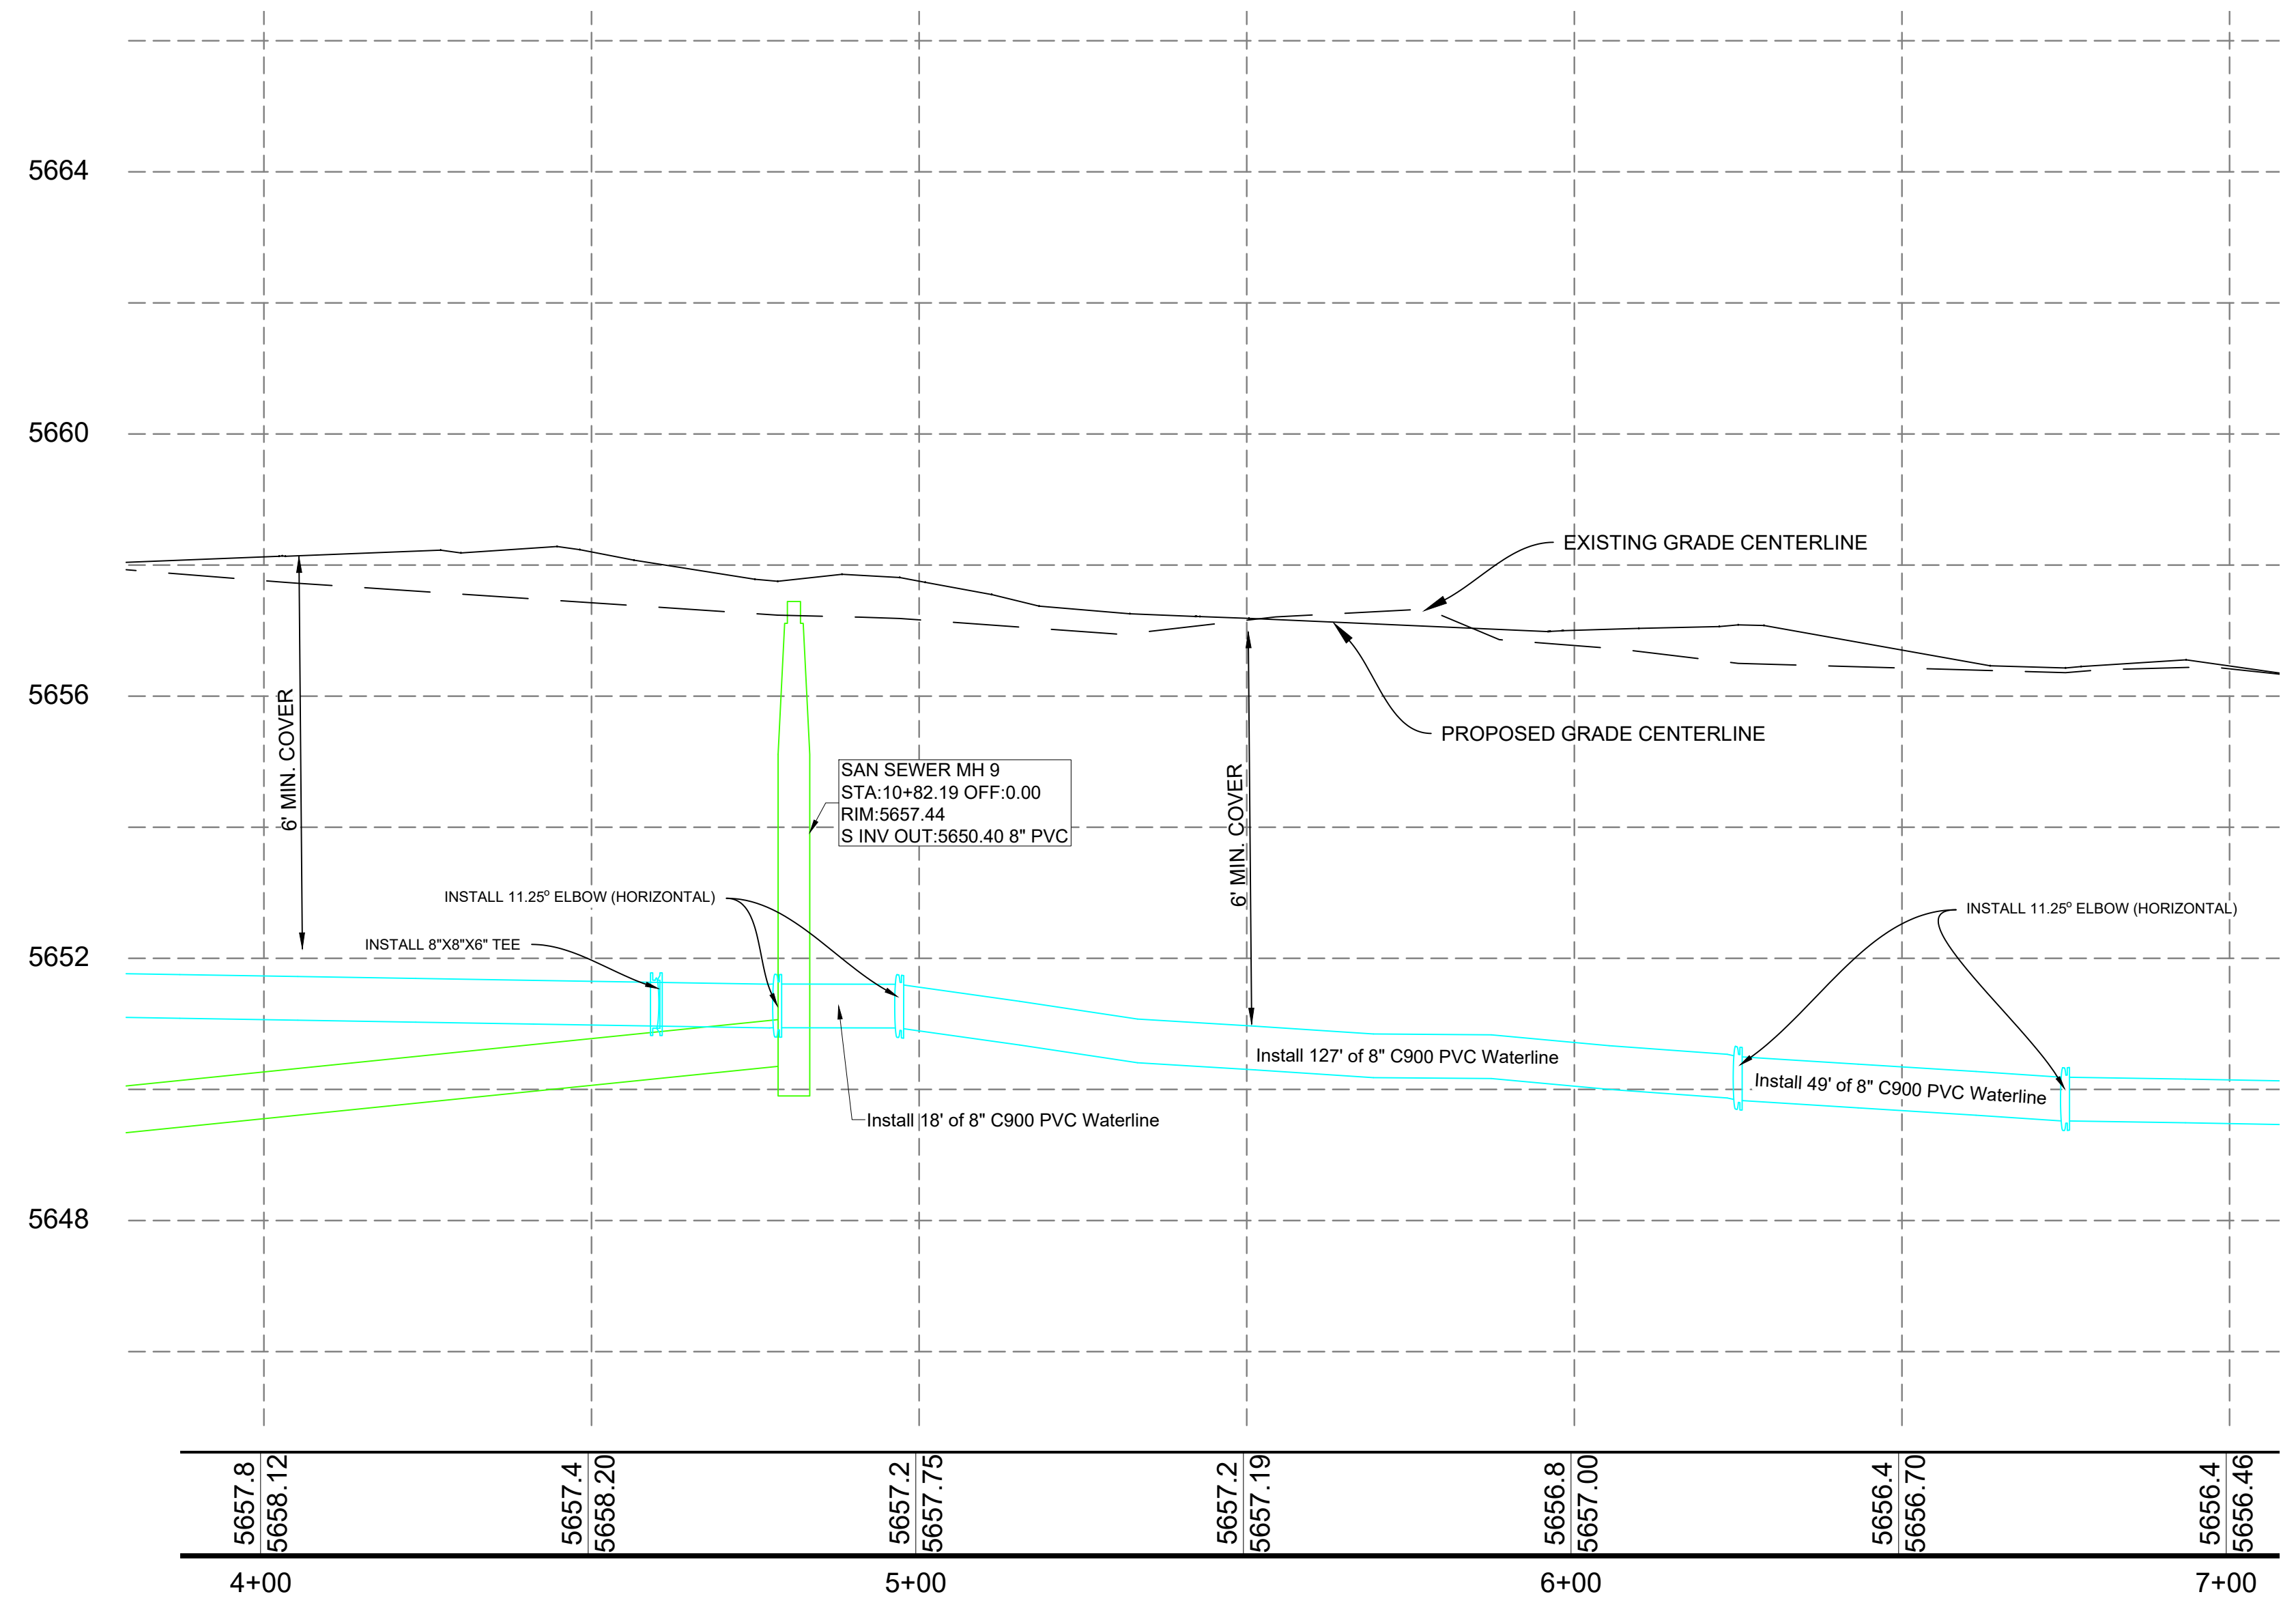 5664
5660
5656
5652
5648
EXISTING GRADE CENTERLINE
PROPOSED GRADE CENTERLINE
6' MIN. COVER
6' MIN. COVER
SAN SEWER MH 9
STA:10+82.19 OFF:0.00
RIM:5657.44
S INV OUT:5650.40 8" PVC
INSTALL 11.25° ELBOW (HORIZONTAL)
INSTALL 8"X8"X6" TEE
INSTALL 11.25° ELBOW (HORIZONTAL)
Install 18' of 8" C900 PVC Waterline
Install 127' of 8" C900 PVC Waterline
Install 49' of 8" C900 PVC Waterline
5657.8
5658.12
5657.4
5658.20
5657.2
5657.75
5657.2
5657.19
5656.8
5657.00
5656.4
5656.70
5656.4
5656.46
4+00
5+00
6+00
7+00